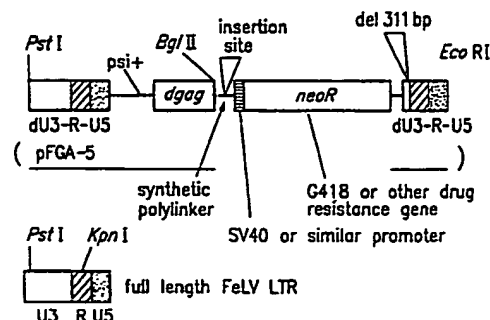 insertion
site
del 311 bp
Pst I
psi+
Bgl II
Eco RI
dgag
neoR
dU3-R-U5
dU3-R-U5
( pFGA-5 )
synthetic
polylinker
G418 or other drug
resistance gene
SV40 or similar promoter
Pst I
Kpn I
full length FeLV LTR
U3 R U5